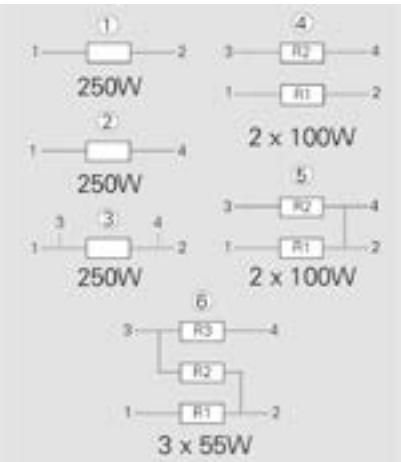 1
1 2
250W
2
1 4
250W
3
3 4
1 2
250W
4
3 R2 4
1 R1 2
2 x 100W
5
3 R2 4
1 R1 2
2 x 100W
6
3 R3 4
R2
1 R1 2
3 x 55W